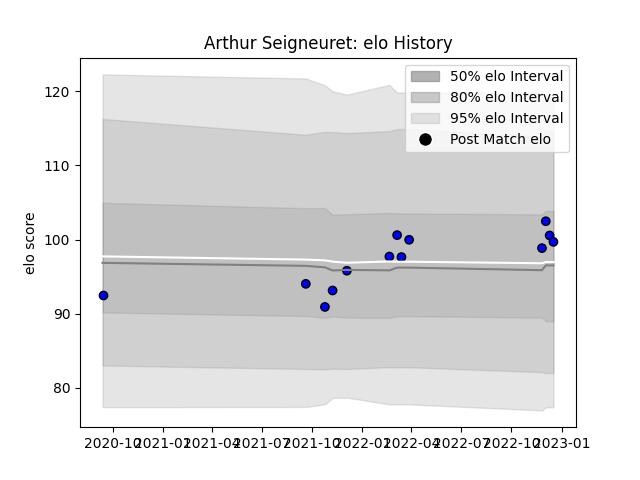 Arthur Seigneuret: elo History
50% elo Interval
80% elo Interval
95% elo Interval
Post Match elo
elo score
120
110
100
90
80
2020-10 2021-01 2021-04 2021-07 2021-10 2022-01 2022-04 2022-07 2022-10 2023-01